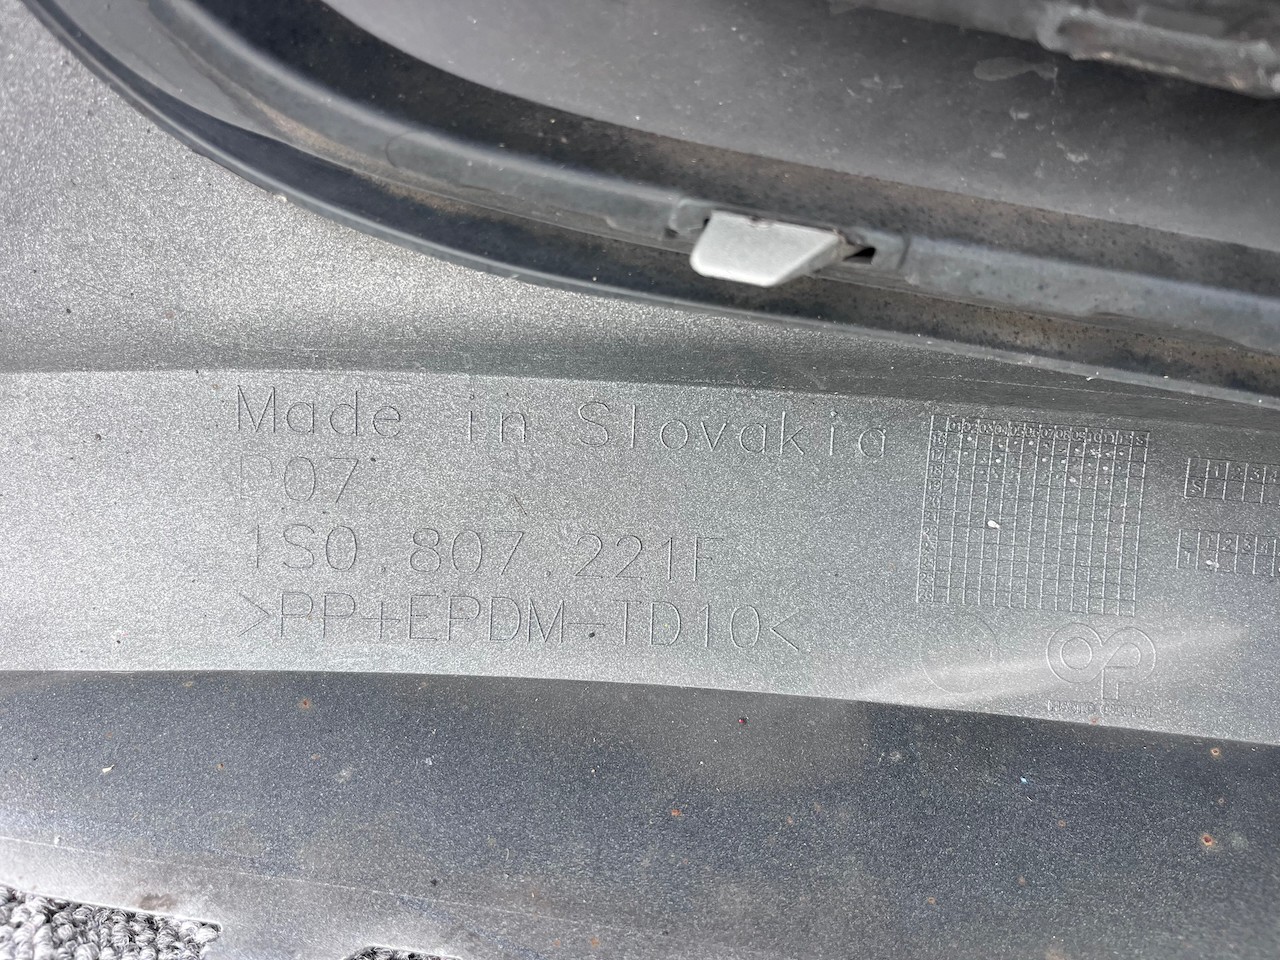 Made in Slovakia
P07
1S0 807 221F
>PP+EPDM-TD10<